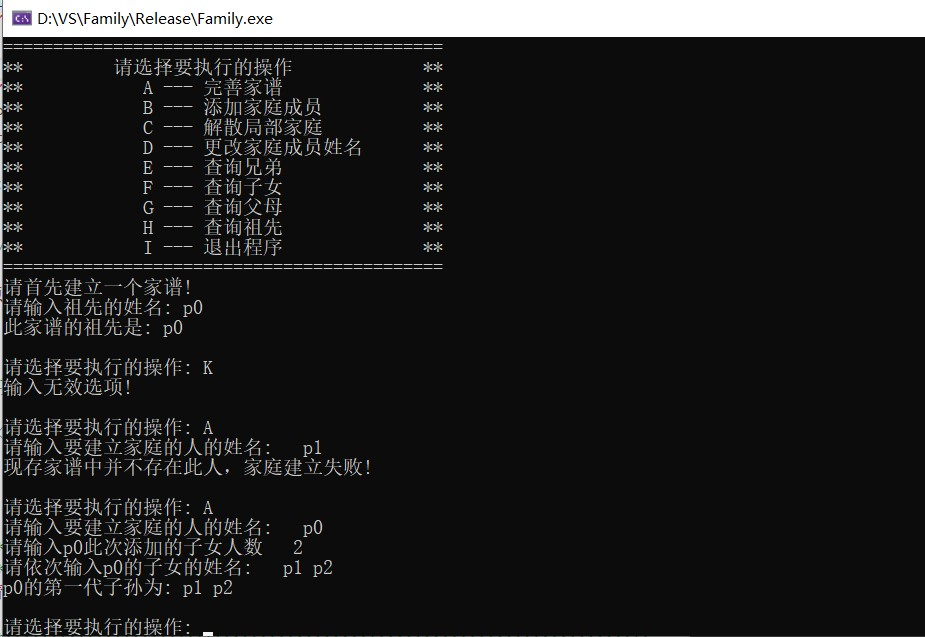 D:\VS\Family\Release\Family.exe
============================================
**         请选择要执行的操作             **
**            A --- 完善家谱              **
**            B --- 添加家庭成员          **
**            C --- 解散局部家庭          **
**            D --- 更改家庭成员姓名      **
**            E --- 查询兄弟              **
**            F --- 查询子女              **
**            G --- 查询父母              **
**            H --- 查询祖先              **
**            I --- 退出程序              **
============================================
请首先建立一个家谱!
请输入祖先的姓名: p0
此家谱的祖先是: p0
请选择要执行的操作: K
输入无效选项!
请选择要执行的操作: A
请输入要建立家庭的人的姓名:   p1
现存家谱中并不存在此人，家庭建立失败!
请选择要执行的操作: A
请输入要建立家庭的人的姓名:   p0
请输入p0此次添加的子女人数   2
请依次输入p0的子女的姓名:   p1 p2
p0的第一代子孙为: p1 p2
请选择要执行的操作: